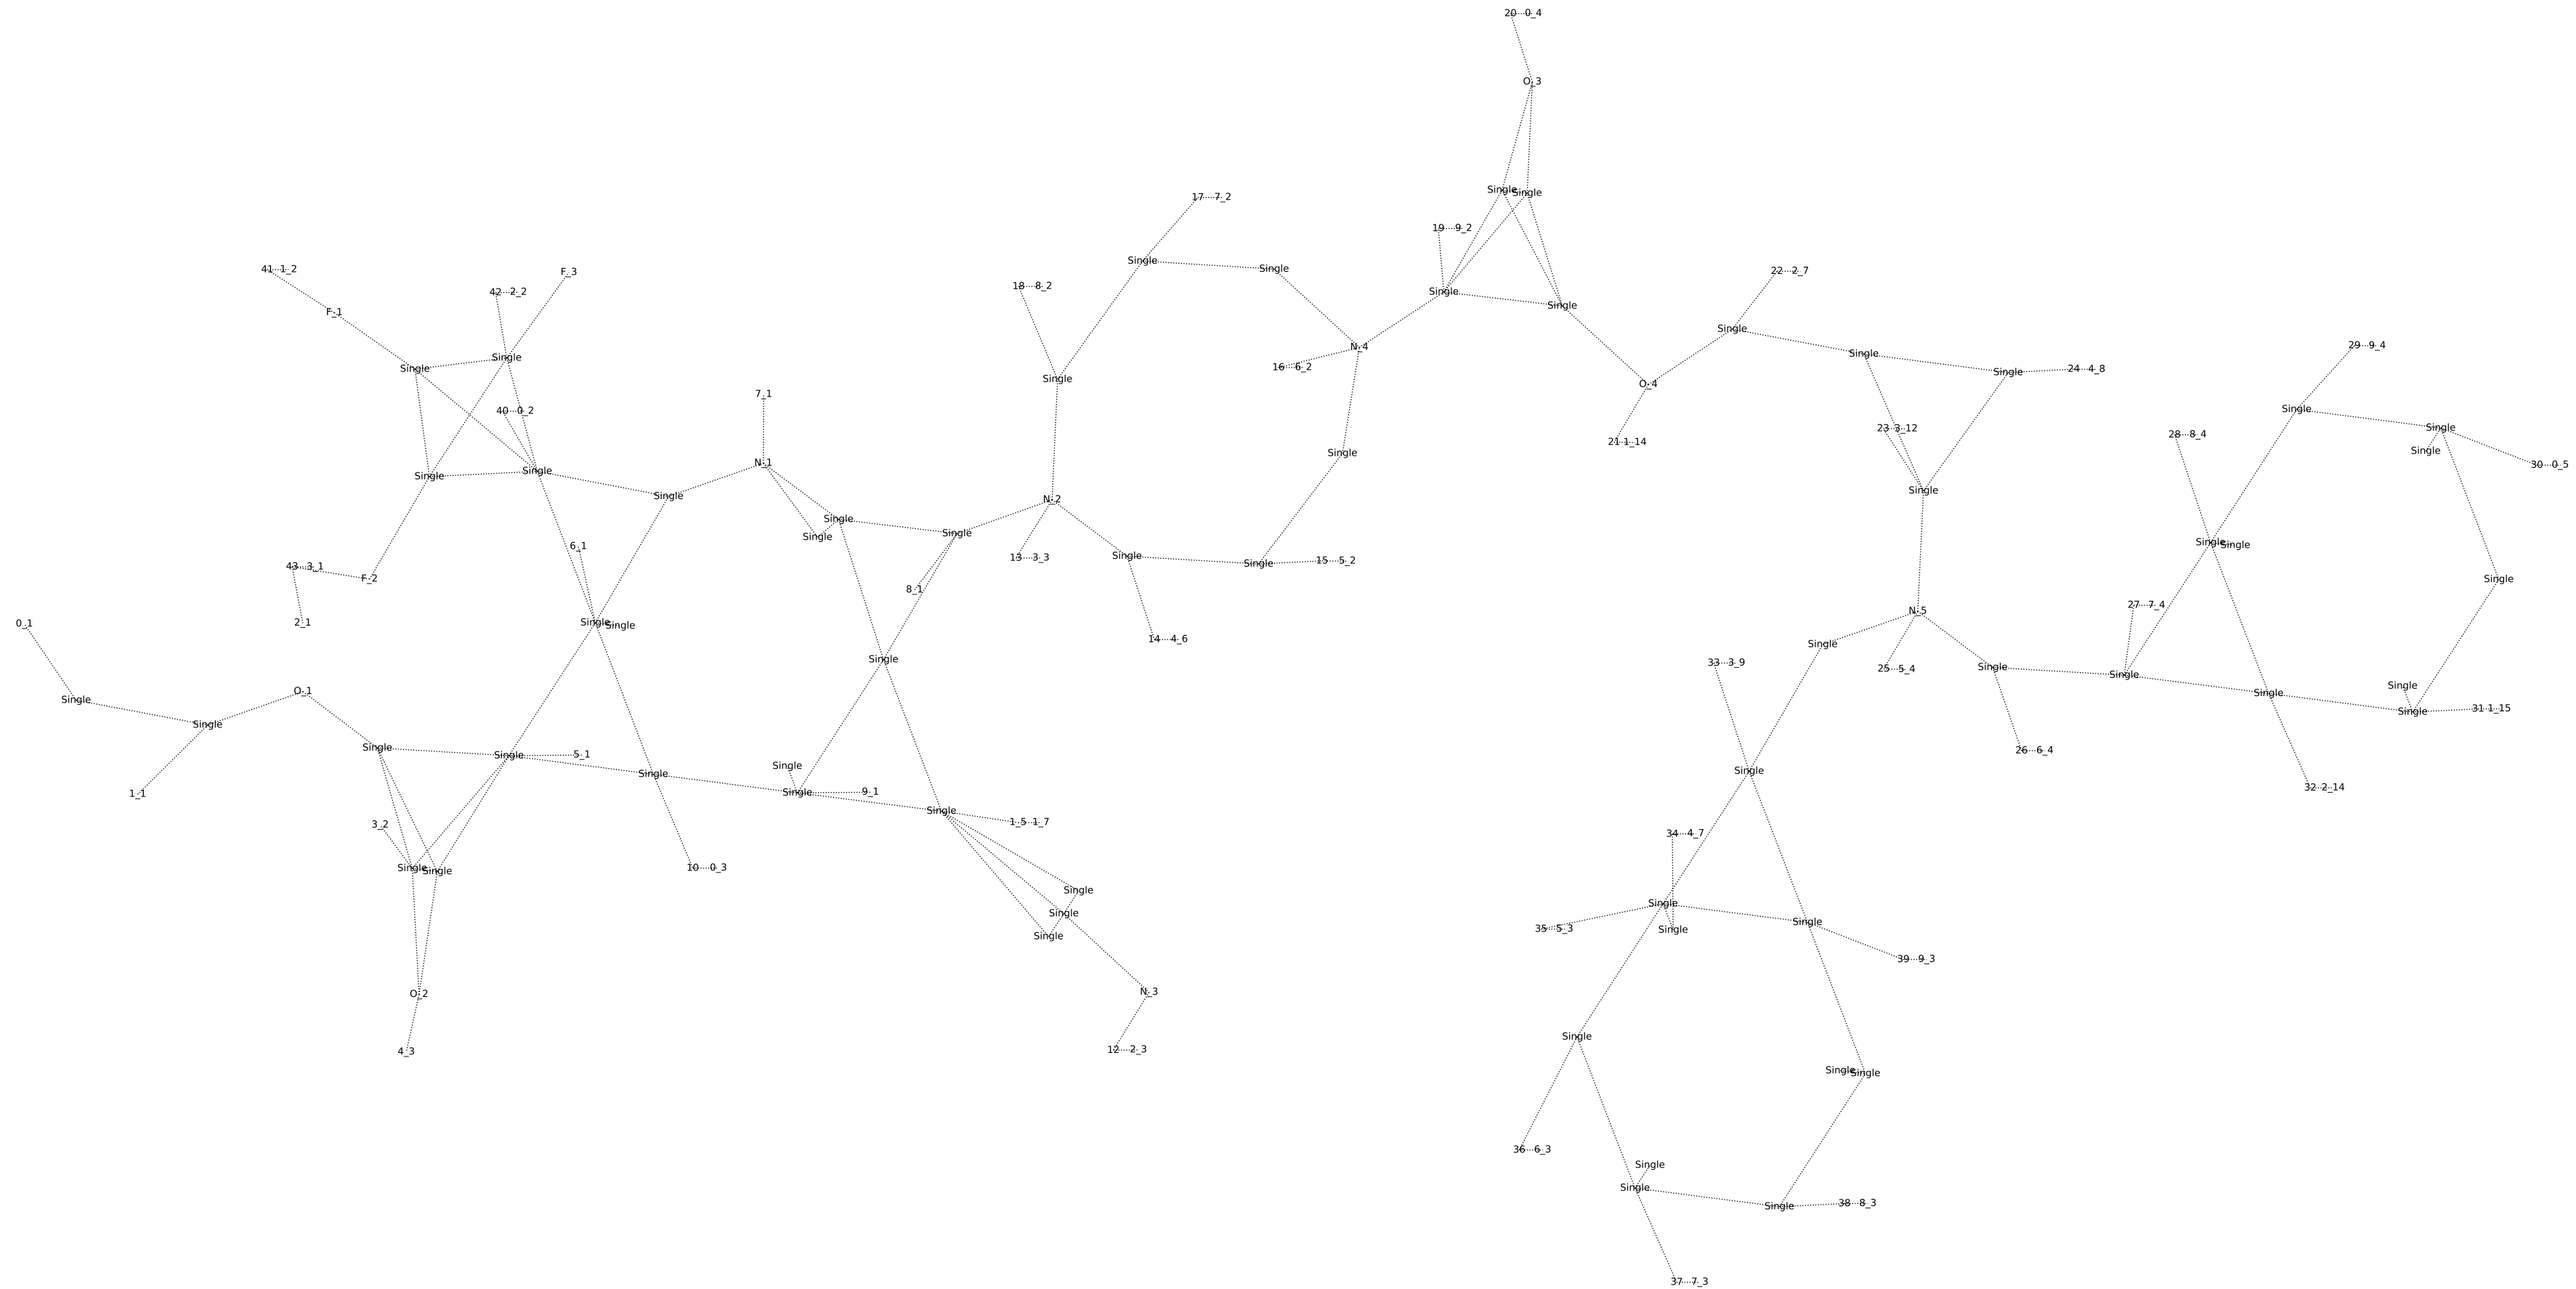 20 0_4
O_3
Single Single
17 7_2
19 9_2
Single Single
41 1_2 F_3 22 2_7
18 8_2
42 2_2 Single
Single
F_1
Single
29 9_4
N_4
Single
Single
Single 16 6_2 24 4_8
Single
Single
O_4
7_1
Single
40 0_2
23 3_12 Single
28 8_4
21 1_14
Single
Single
N_1
30 0_5
Single
Single
Single
Single
N_2
Single
Single
Single
Single
Single Single
6_1
13 3_3
Single
Single
15 5_2
43 3_1
F_2
Single
8_1
27 7_4
N_5
2_1
0_1
Single Single
14 4_6
Single
Single
33 3_9
Single
25 5_4
Single
Single
O_1
Single
Single
Single
31 1_15
Single
Single
Single
5_1
26 6_4
Single
Single
Single
32 2_14
1_1
Single
9_1
Single
1_5 1_7
3_2
34 4_7
Single Single
10 0_3
Single
Single
Single
Single
35 5_3
Single
Single
39 9_3
O_2
N_3
Single
4_3
12 2_3
Single Single
36 6_3
Single
Single
38 8_3
Single
37 7_3